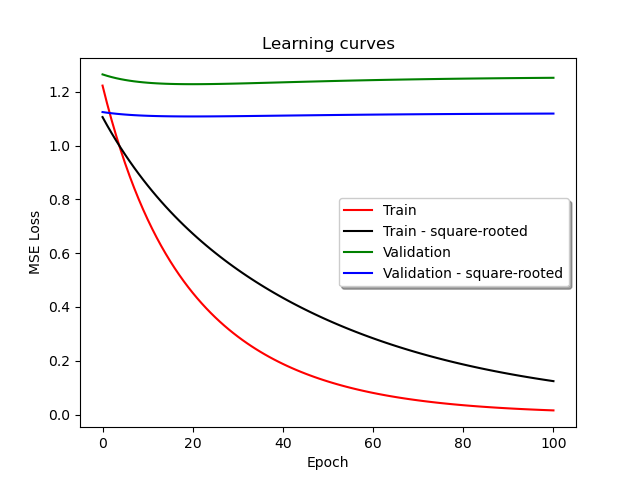 Learning curves
MSE Loss
1.2
1.0
0.8
0.6
0.4
0.2
0.0
Train
Train - square-rooted
Validation
Validation - square-rooted
0 20 40 60 80 100
Epoch